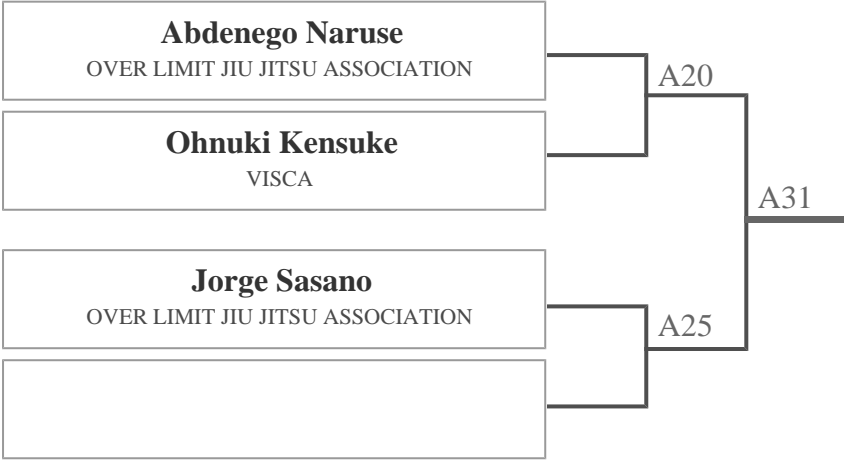 Abdenego Naruse
OVER LIMIT JIU JITSU ASSOCIATION
A20
Ohnuki Kensuke
VISCA
A31
Jorge Sasano
OVER LIMIT JIU JITSU ASSOCIATION
A25